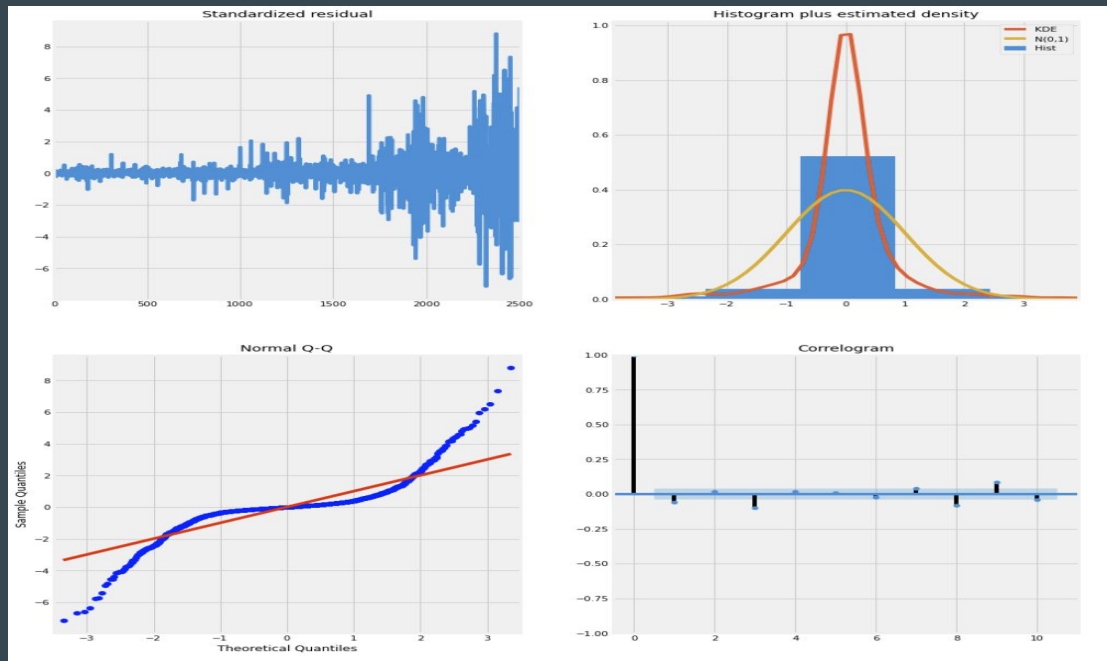 Standardized residual
8
6
4
2
0
−2
−4
−6
0 500 1000 1500 2000 2500
Histogram plus estimated density
KDE
N(0,1)
Hist
1.0
0.8
0.6
0.4
0.2
0.0
−3 −2 −1 0 1 2 3
Normal Q-Q
Sample Quantiles
8
6
4
2
0
−2
−4
−6
−3 −2 −1 0 1 2 3
Theoretical Quantiles
Correlogram
1.00
0.75
0.50
0.25
0.00
−0.25
−0.50
−0.75
−1.00
0 2 4 6 8 10